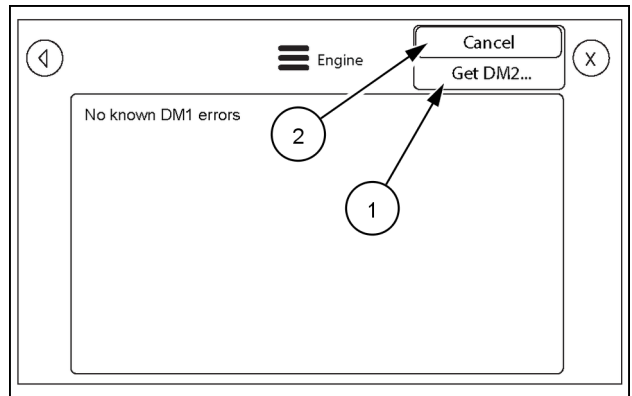 Cancel
Engine
Get DM2...
X
No known DM1 errors
2
1